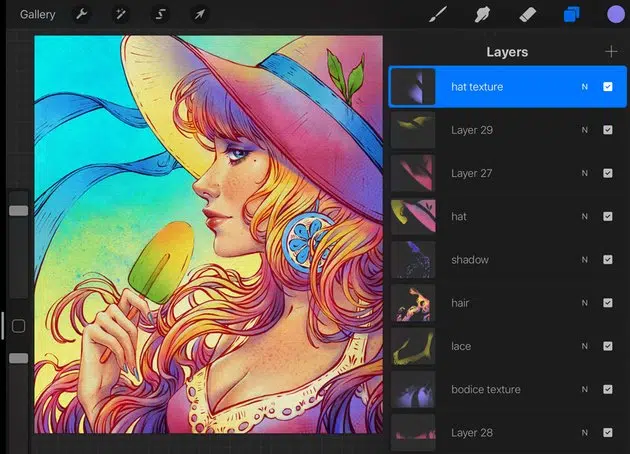 Gallery
Layers
hat texture N
Layer 29 N
Layer 27 N
hat N
shadow N
hair N
lace N
bodice texture N
Layer 28 N